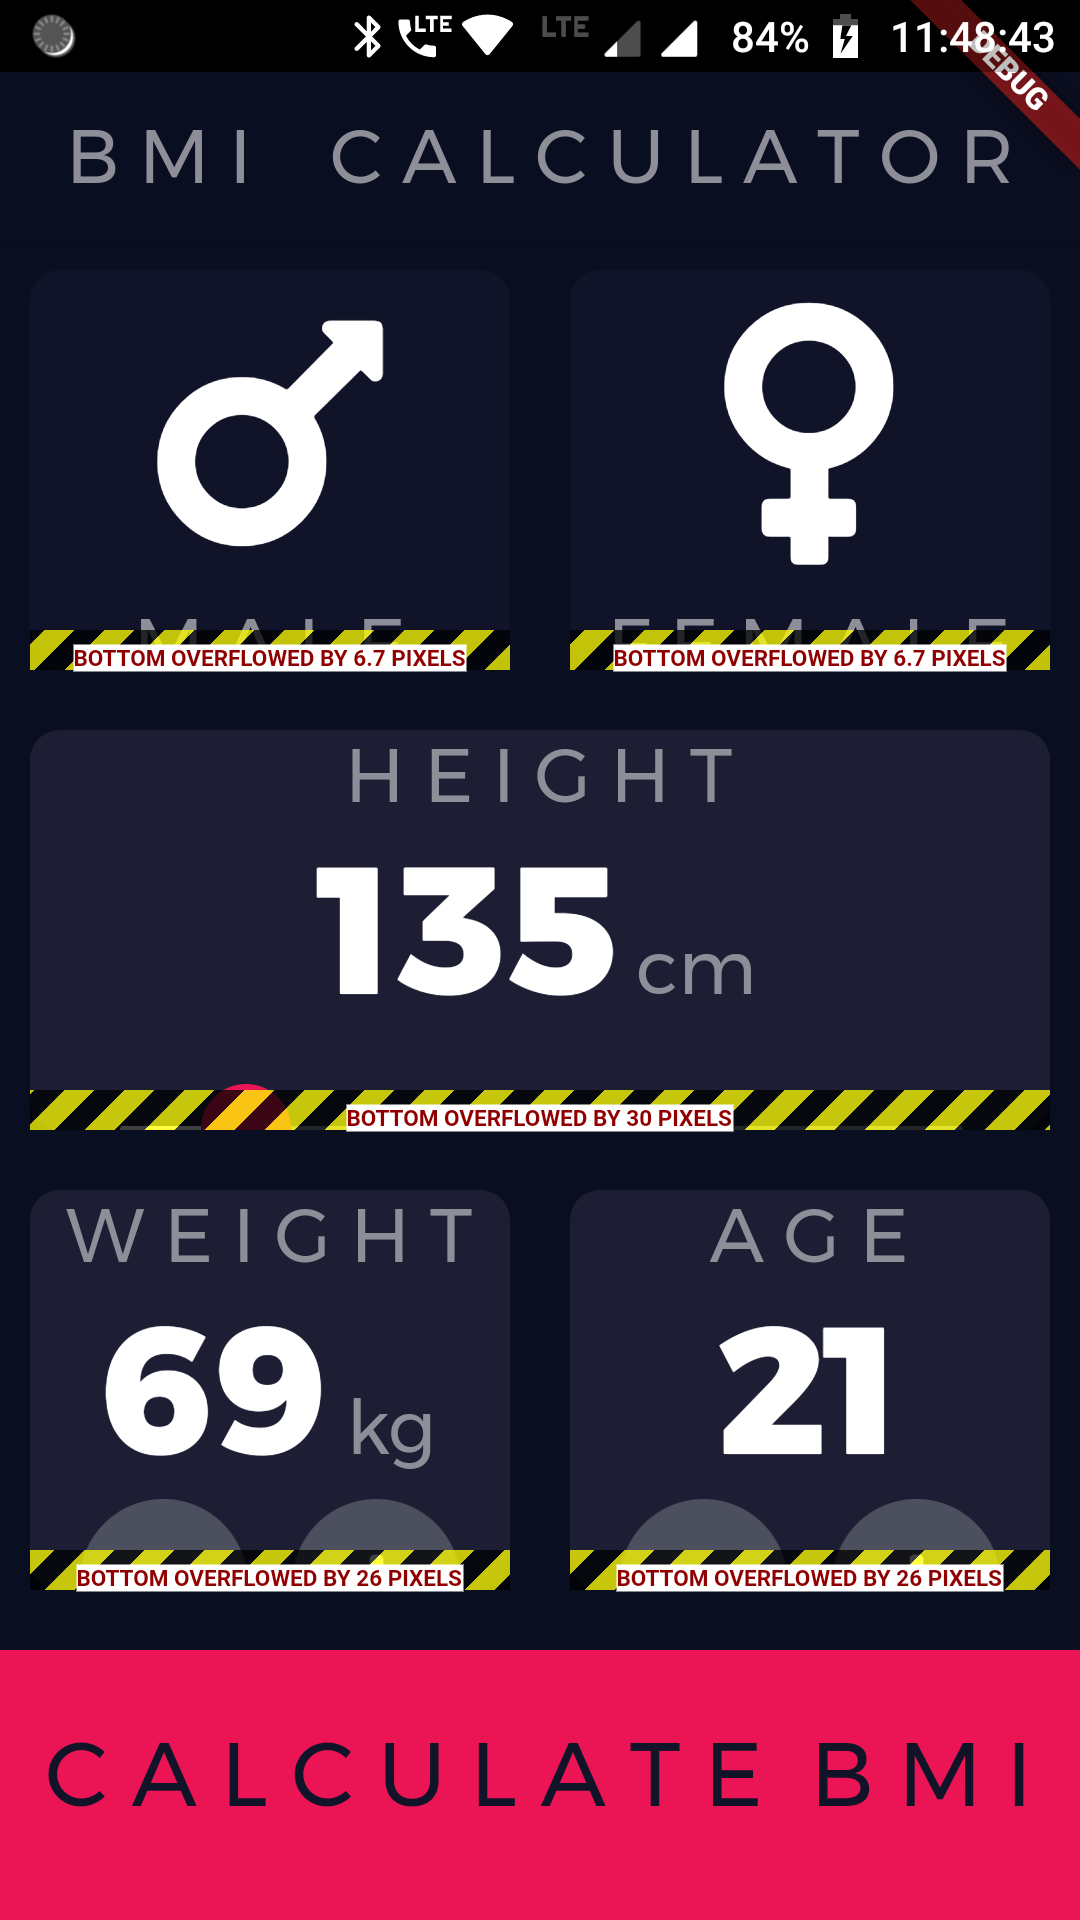 LTE LTE 84% 11:48:43
DEBUG
BMI CALCULATOR
MALE FEMALE
BOTTOM OVERFLOWED BY 6.7 PIXELS BOTTOM OVERFLOWED BY 6.7 PIXELS
HEIGHT
135 cm
BOTTOM OVERFLOWED BY 30 PIXELS
WEIGHT AGE
69 kg 21
BOTTOM OVERFLOWED BY 26 PIXELS BOTTOM OVERFLOWED BY 26 PIXELS
CALCULATE BMI